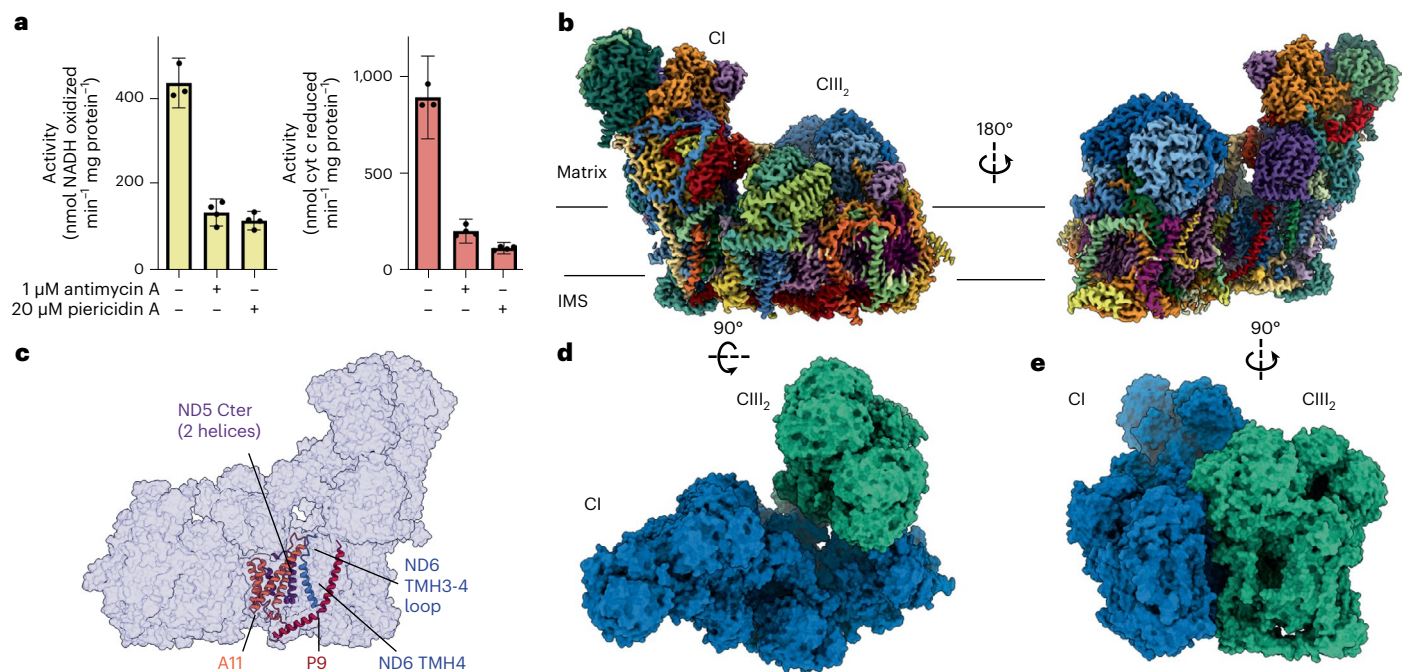 a
Activity
(nmol NADH oxidized
min⁻¹ mg protein⁻¹)
400
200
0
Activity
(nmol cyt c reduced
min⁻¹ mg protein⁻¹)
1,000
500
0
1 µM antimycin A – + – – + –
20 µM piericidin A – – + – – +
b
CI
CIII₂
Matrix
IMS
180°
90°
90°
c
ND5 Cter
(2 helices)
ND6
TMH3-4
loop
A11
P9
ND6 TMH4
d
CIII₂
CI
e
CI
CIII₂